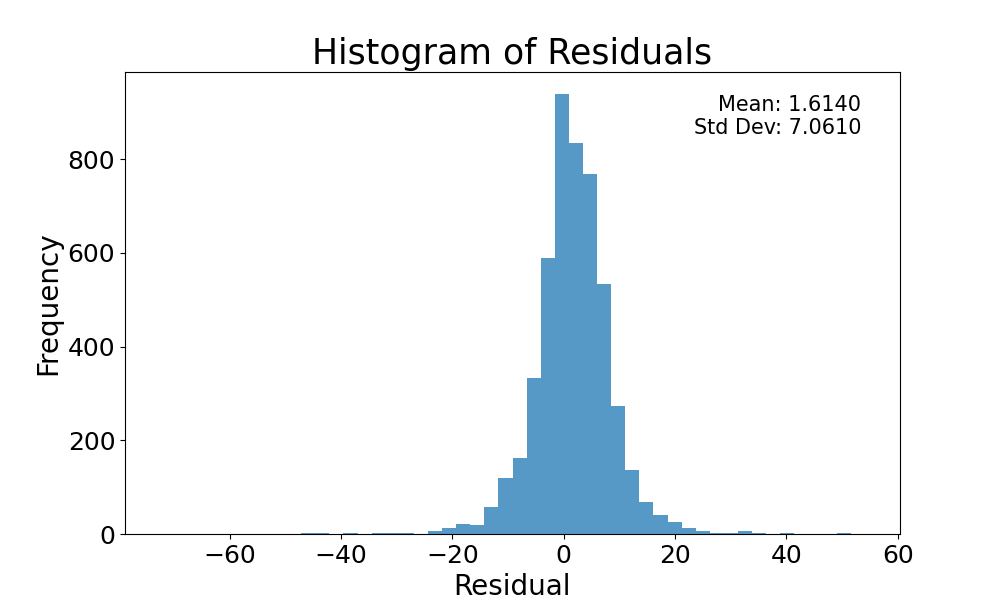 Histogram of Residuals
Mean: 1.6140
Std Dev: 7.0610
Frequency
800
600
400
200
0
−60 −40 −20 0 20 40 60
Residual